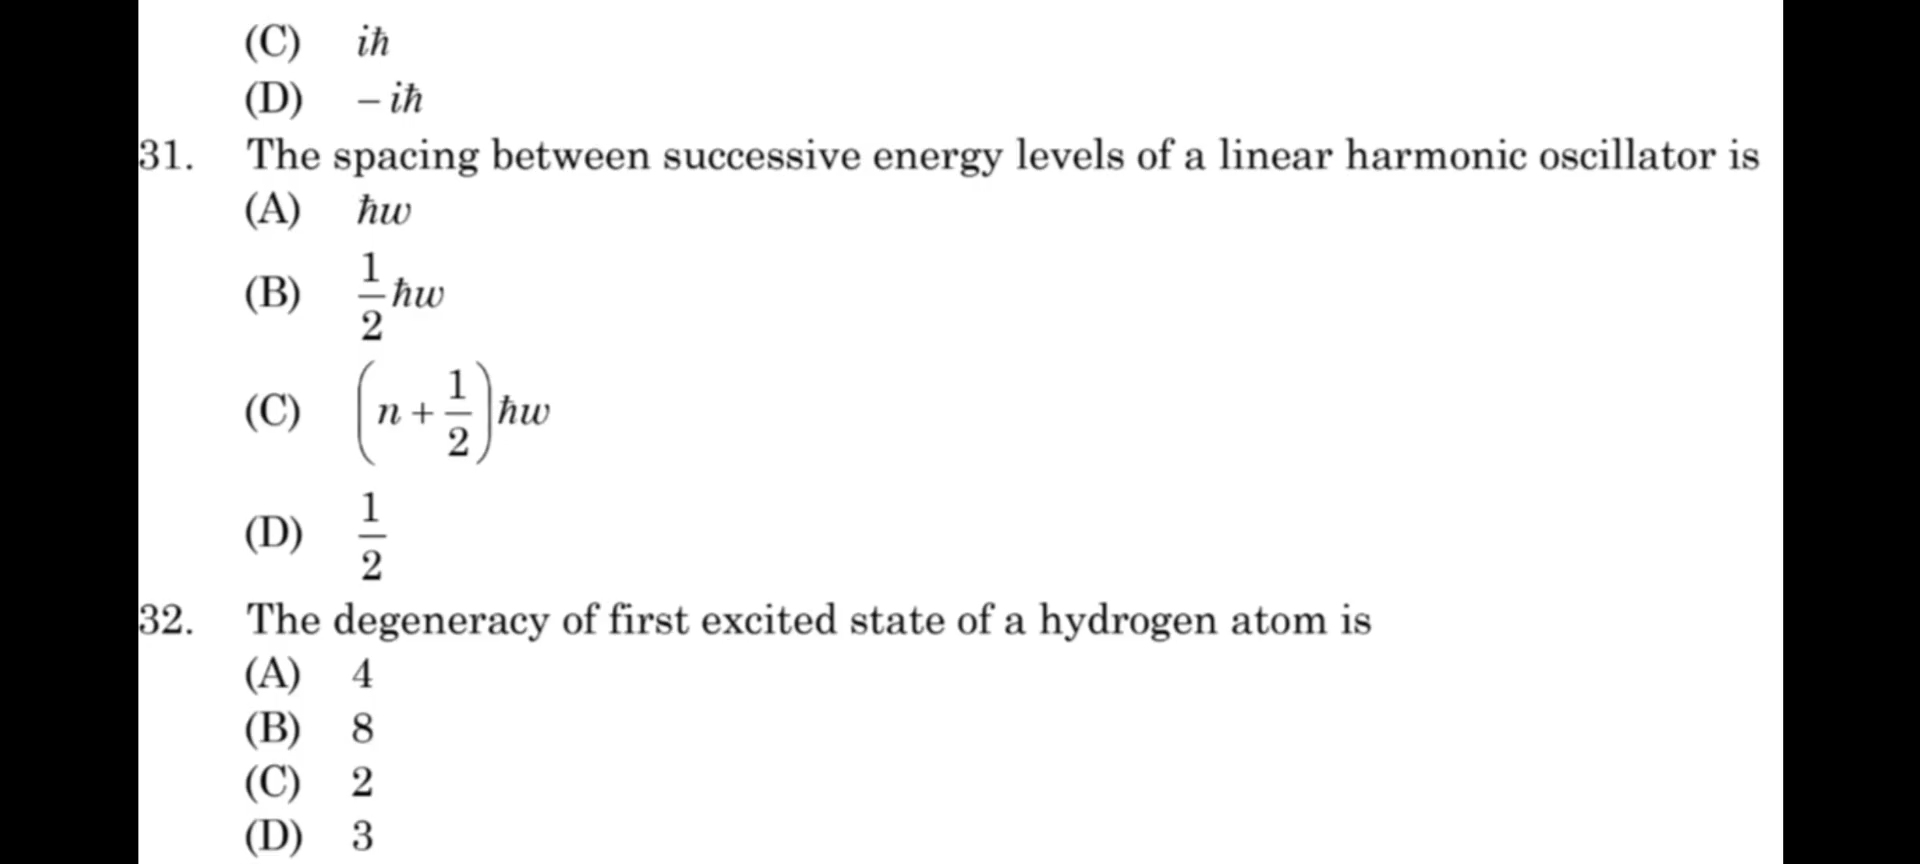 (C) iħ
(D) – iħ
31. The spacing between successive energy levels of a linear harmonic oscillator is
(A) ħw
(B) 1/2 ħw
(C) (n + 1/2) ħw
(D) 1/2
32. The degeneracy of first excited state of a hydrogen atom is
(A) 4
(B) 8
(C) 2
(D) 3